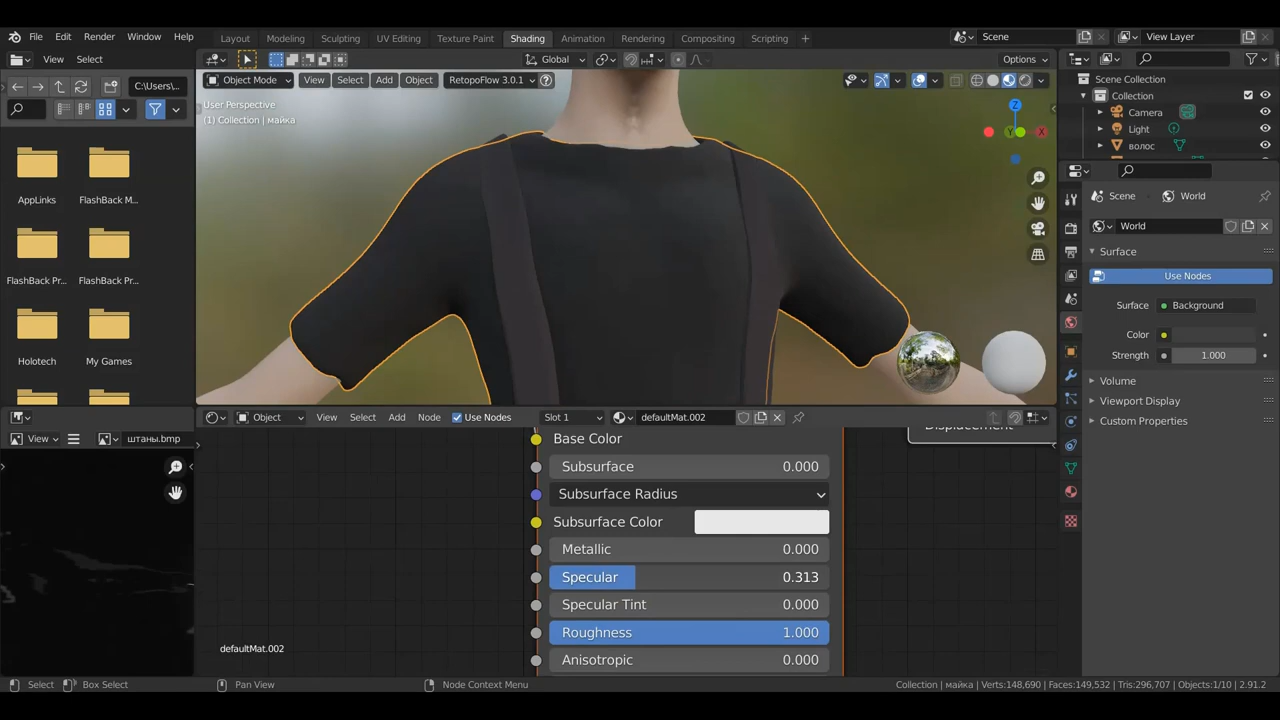 File Edit Render Window Help Layout Modeling Sculpting UV Editing Texture Paint Shading Animation Rendering Compositing Scripting + Scene View Layer
View Select Global Options
C:\Users\... Object Mode View Select Add Object RetopoFlow 3.0.1 Scene Collection
User Perspective Collection
(1) Collection | майка Camera
Z Light
Y X волос
AppLinks FlashBack M... Scene World
FlashBack Pr... FlashBack Pr... World
Surface
Use Nodes
Surface Background
Color
Holotech My Games Strength 1.000
Volume
Viewport Display
Object View Select Add Node Use Nodes Slot 1 defaultMat.002 Custom Properties
Displacement
View штаны.bmp Base Color
Subsurface 0.000
Subsurface Radius
Subsurface Color
Metallic 0.000
Specular 0.313
Specular Tint 0.000
Roughness 1.000
defaultMat.002
Anisotropic 0.000
Select Box Select Pan View Node Context Menu Collection | майка | Verts:148,690 | Faces:149,532 | Tris:296,707 | Objects:1/10 | 2.91.2